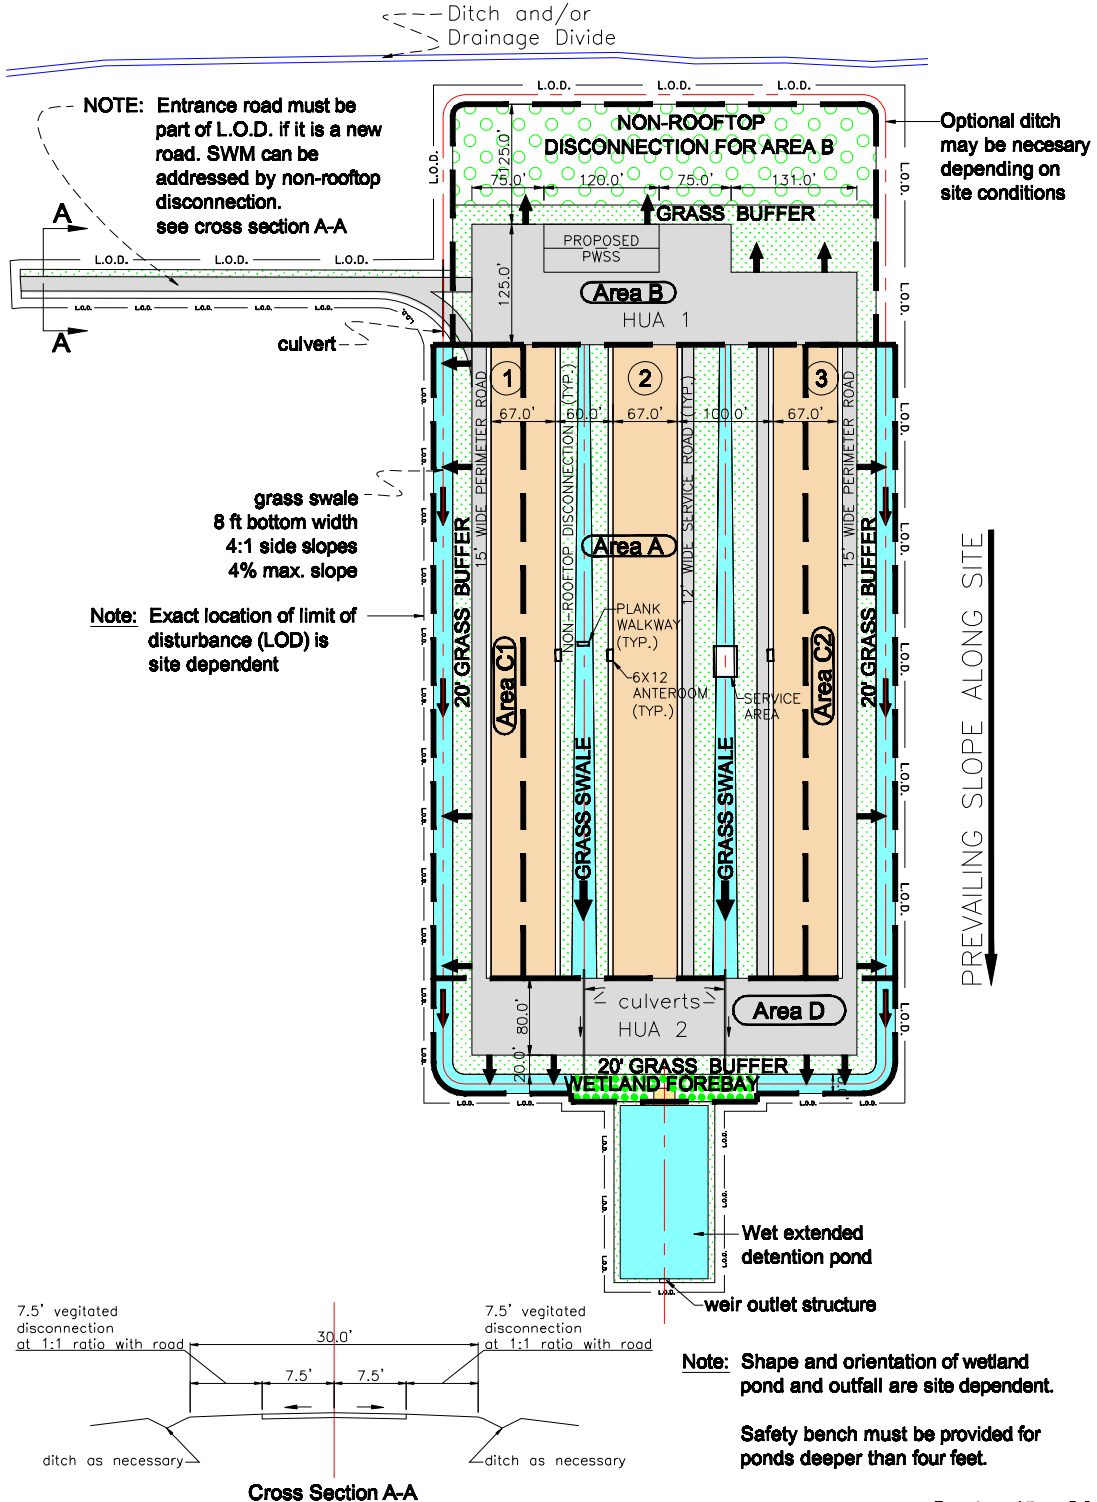 Ditch and/or
Drainage Divide
L.O.D. L.O.D. L.O.D.
NOTE: Entrance road must be
part of L.O.D. if it is a new
road. SWM can be
addressed by non-rooftop
disconnection.
see cross section A-A
NON-ROOFTOP
DISCONNECTION FOR AREA B
Optional ditch
may be necesary
depending on
site conditions
L.O.D.
L.O.D.
125.0'
75.0' 120.0' 75.0' 131.0'
GRASS BUFFER
A
A
L.O.D. L.O.D. L.O.D.
L.O.D. L.O.D. L.O.D. L.O.D. L.O.D.
L.O.D.
PROPOSED
PWSS
125.0'
Area B
HUA 1
L.O.D.
culvert
1 2 3
67.0' 60.0' 67.0' 100.0' 67.0'
15' WIDE PERIMETER ROAD
NON-ROOFTOP DISCONNECTION (TYP.)
12' WIDE SERVICE ROAD (TYP.)
15' WIDE PERIMETER ROAD
grass swale
8 ft bottom width
4:1 side slopes
4% max. slope
Area A
20' GRASS BUFFER
20' GRASS BUFFER
Note: Exact location of limit of
disturbance (LOD) is
site dependent
PLANK
WALKWAY
(TYP.)
6X12
ANTEROOM
(TYP.)
SERVICE
AREA
Area C1
Area C2
GRASS SWALE
GRASS SWALE
PREVAILING SLOPE ALONG SITE
L.O.D.
L.O.D.
L.O.D.
L.O.D.
L.O.D.
L.O.D.
culverts
HUA 2
Area D
80.0'
20.0'
20' GRASS BUFFER
WETLAND FOREBAY
L.O.D. L.O.D. L.O.D. L.O.D.
L.O.D.
L.O.D.
Wet extended
detention pond
weir outlet structure
L.O.D.
7.5' vegitated
disconnection
at 1:1 ratio with road
30.0'
7.5' vegitated
disconnection
at 1:1 ratio with road
7.5' 7.5'
ditch as necessary
ditch as necessary
Cross Section A-A
Note: Shape and orientation of wetland
pond and outfall are site dependent.
Safety bench must be provided for
ponds deeper than four feet.